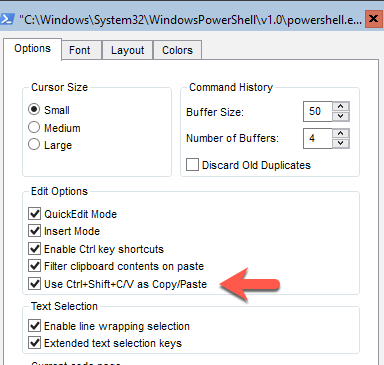 "C:\Windows\System32\WindowsPowerShell\v1.0\powershell.e...
Options Font Layout Colors
Cursor Size
Small
Medium
Large
Command History
Buffer Size: 50
Number of Buffers: 4
Discard Old Duplicates
Edit Options
QuickEdit Mode
Insert Mode
Enable Ctrl key shortcuts
Filter clipboard contents on paste
Use Ctrl+Shift+C/V as Copy/Paste
Text Selection
Enable line wrapping selection
Extended text selection keys
Current code page